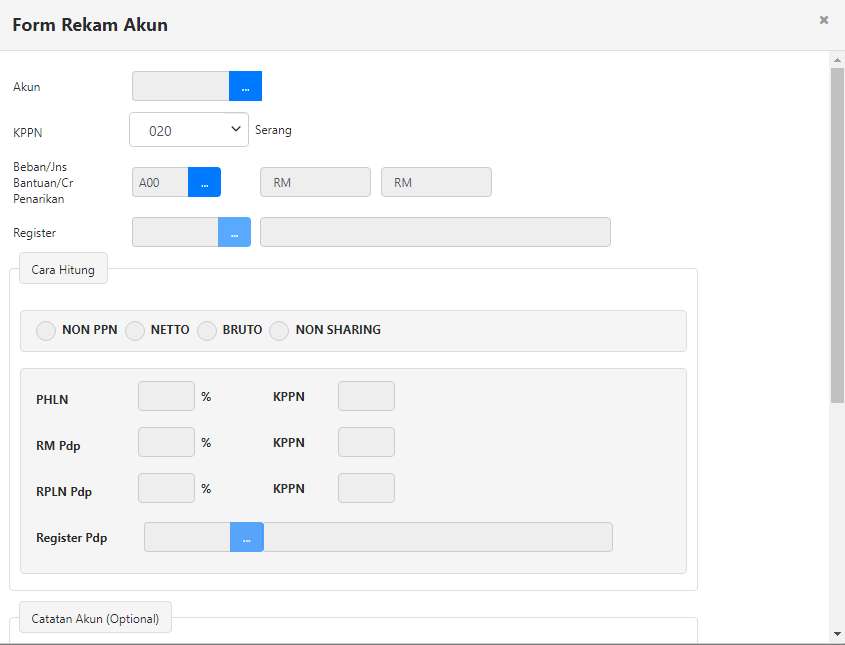 Form Rekam Akun
Akun ...
KPPN 020 Serang
Beban/Jns
Bantuan/Cr
Penarikan
A00 ... RM RM
Register ...
Cara Hitung
NON PPN NETTO BRUTO NON SHARING
PHLN % KPPN
RM Pdp % KPPN
RPLN Pdp % KPPN
Register Pdp ...
Catatan Akun (Optional)